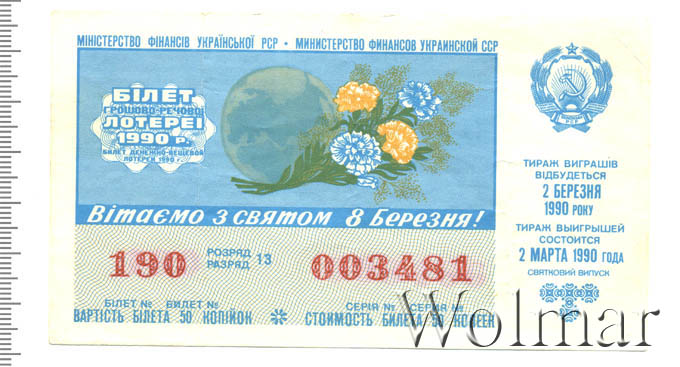 МІНІСТЕРСТВО ФІНАНСІВ УКРАЇНСЬКОЇ РСР • МИНИСТЕРСТВО ФИНАНСОВ УКРАИНСКОЙ ССР
БІЛЕТ
ГРОШОВО-РЕЧОВОЇ
ЛОТЕРЕЇ
1990 р.
БИЛЕТ ДЕНЕЖНО-ВЕЩЕВОЙ
ЛОТЕРЕИ 1990 г.
Вітаємо з святом 8 Березня!
190 РОЗРЯД РАЗРЯД 13 003481
БІЛЕТ № БИЛЕТ № СЕРІЯ № СЕРИЯ №
ВАРТІСТЬ БІЛЕТА 50 КОПІЙОК ✻ СТОИМОСТЬ БИЛЕТА 50 КОПЕЕК
РСР
ТИРАЖ ВИГРАШІВ
ВІДБУДЕТЬСЯ
2 БЕРЕЗНЯ
1990 РОКУ
ТИРАЖ ВЫИГРЫШЕЙ
СОСТОИТСЯ
2 МАРТА 1990 ГОДА
СВЯТКОВИЙ ВИПУСК
Wolmar